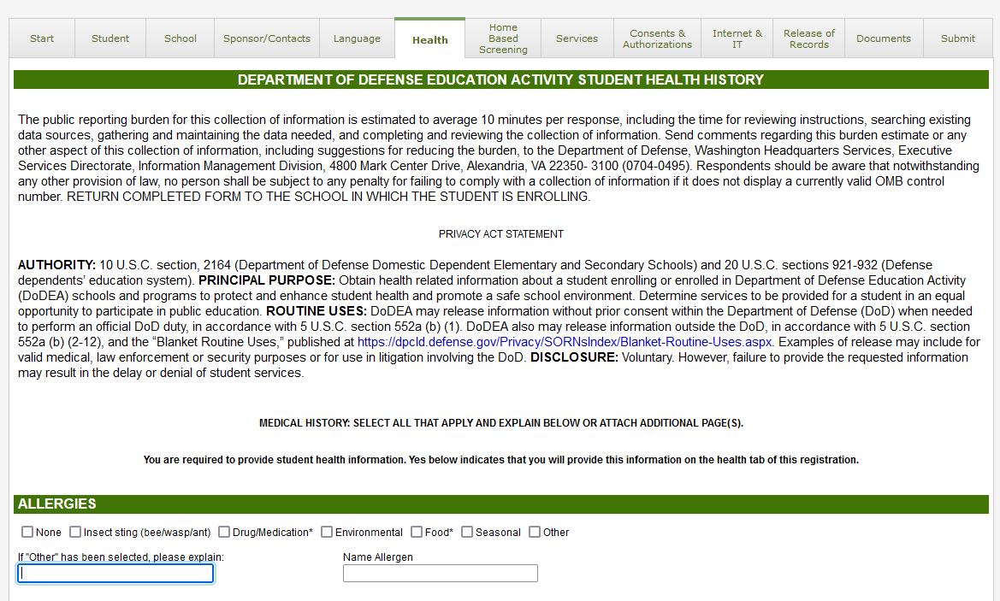 Start
Student
School
Sponsor/Contacts
Language
Health
Home
Based
Screening
Services
Consents &
Authorizations
Internet &
IT
Release of
Records
Documents
Submit
DEPARTMENT OF DEFENSE EDUCATION ACTIVITY STUDENT HEALTH HISTORY
The public reporting burden for this collection of information is estimated to average 10 minutes per response, including the time for reviewing instructions, searching existing
data sources, gathering and maintaining the data needed, and completing and reviewing the collection of information. Send comments regarding this burden estimate or any
other aspect of this collection of information, including suggestions for reducing the burden, to the Department of Defense, Washington Headquarters Services, Executive
Services Directorate, Information Management Division, 4800 Mark Center Drive, Alexandria, VA 22350- 3100 (0704-0495). Respondents should be aware that notwithstanding
any other provision of law, no person shall be subject to any penalty for failing to comply with a collection of information if it does not display a currently valid OMB control
number. RETURN COMPLETED FORM TO THE SCHOOL IN WHICH THE STUDENT IS ENROLLING.
PRIVACY ACT STATEMENT
AUTHORITY: 10 U.S.C. section, 2164 (Department of Defense Domestic Dependent Elementary and Secondary Schools) and 20 U.S.C. sections 921-932 (Defense
dependents' education system). PRINCIPAL PURPOSE: Obtain health related information about a student enrolling or enrolled in Department of Defense Education Activity
(DoDEA) schools and programs to protect and enhance student health and promote a safe school environment. Determine services to be provided for a student in an equal
opportunity to participate in public education. ROUTINE USES: DoDEA may release information without prior consent within the Department of Defense (DoD) when needed
to perform an official DoD duty, in accordance with 5 U.S.C. section 552a (b) (1). DoDEA also may release information outside the DoD, in accordance with 5 U.S.C. section
552a (b) (2-12), and the “Blanket Routine Uses,” published at https://dpcld.defense.gov/Privacy/SORNsIndex/Blanket-Routine-Uses.aspx. Examples of release may include for
valid medical, law enforcement or security purposes or for use in litigation involving the DoD. DISCLOSURE: Voluntary. However, failure to provide the requested information
may result in the delay or denial of student services.
MEDICAL HISTORY: SELECT ALL THAT APPLY AND EXPLAIN BELOW OR ATTACH ADDITIONAL PAGE(S).
You are required to provide student health information. Yes below indicates that you will provide this information on the health tab of this registration.
ALLERGIES
None Insect sting (bee/wasp/ant) Drug/Medication* Environmental Food* Seasonal Other
If "Other" has been selected, please explain: Name Allergen